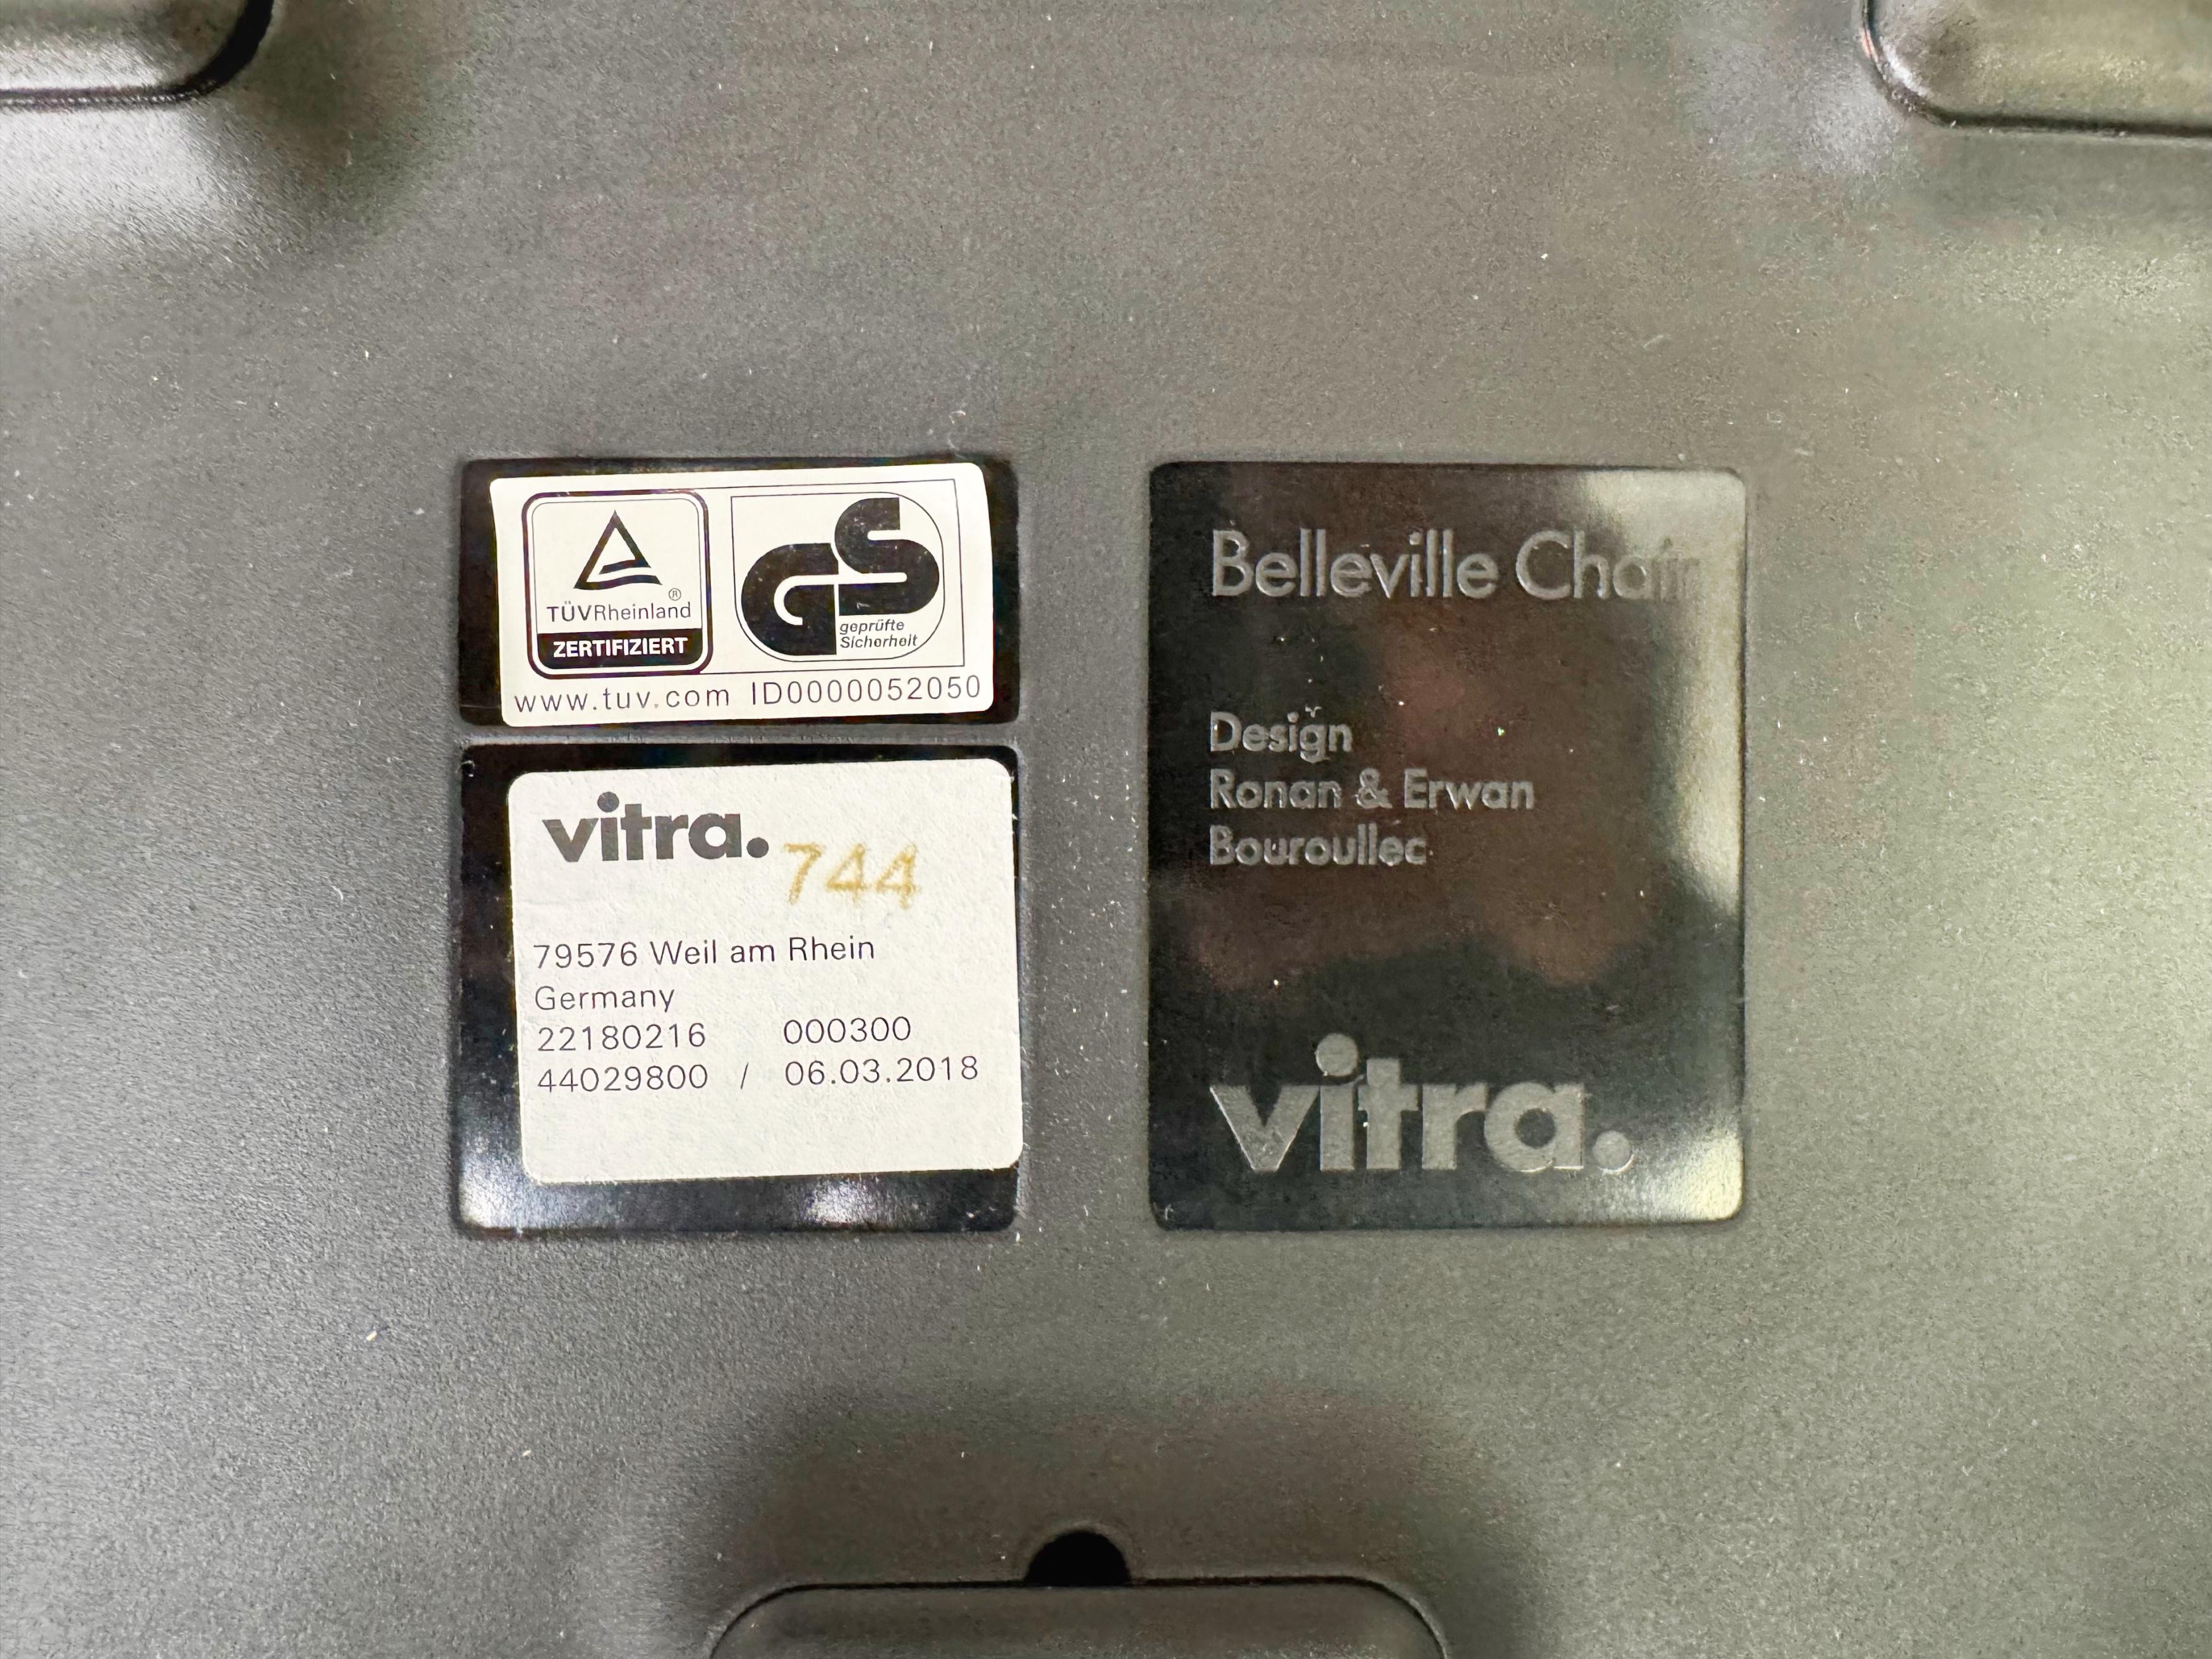 ®
TÜVRheinland
ZERTIFIZIERT
GS
geprüfte
Sicherheit
www.tuv.com ID0000052050
vitra. 744
79576 Weil am Rhein
Germany
22180216 000300
44029800 / 06.03.2018
Belleville Chair
Design
Ronan & Erwan
Bouroullec
vitra.